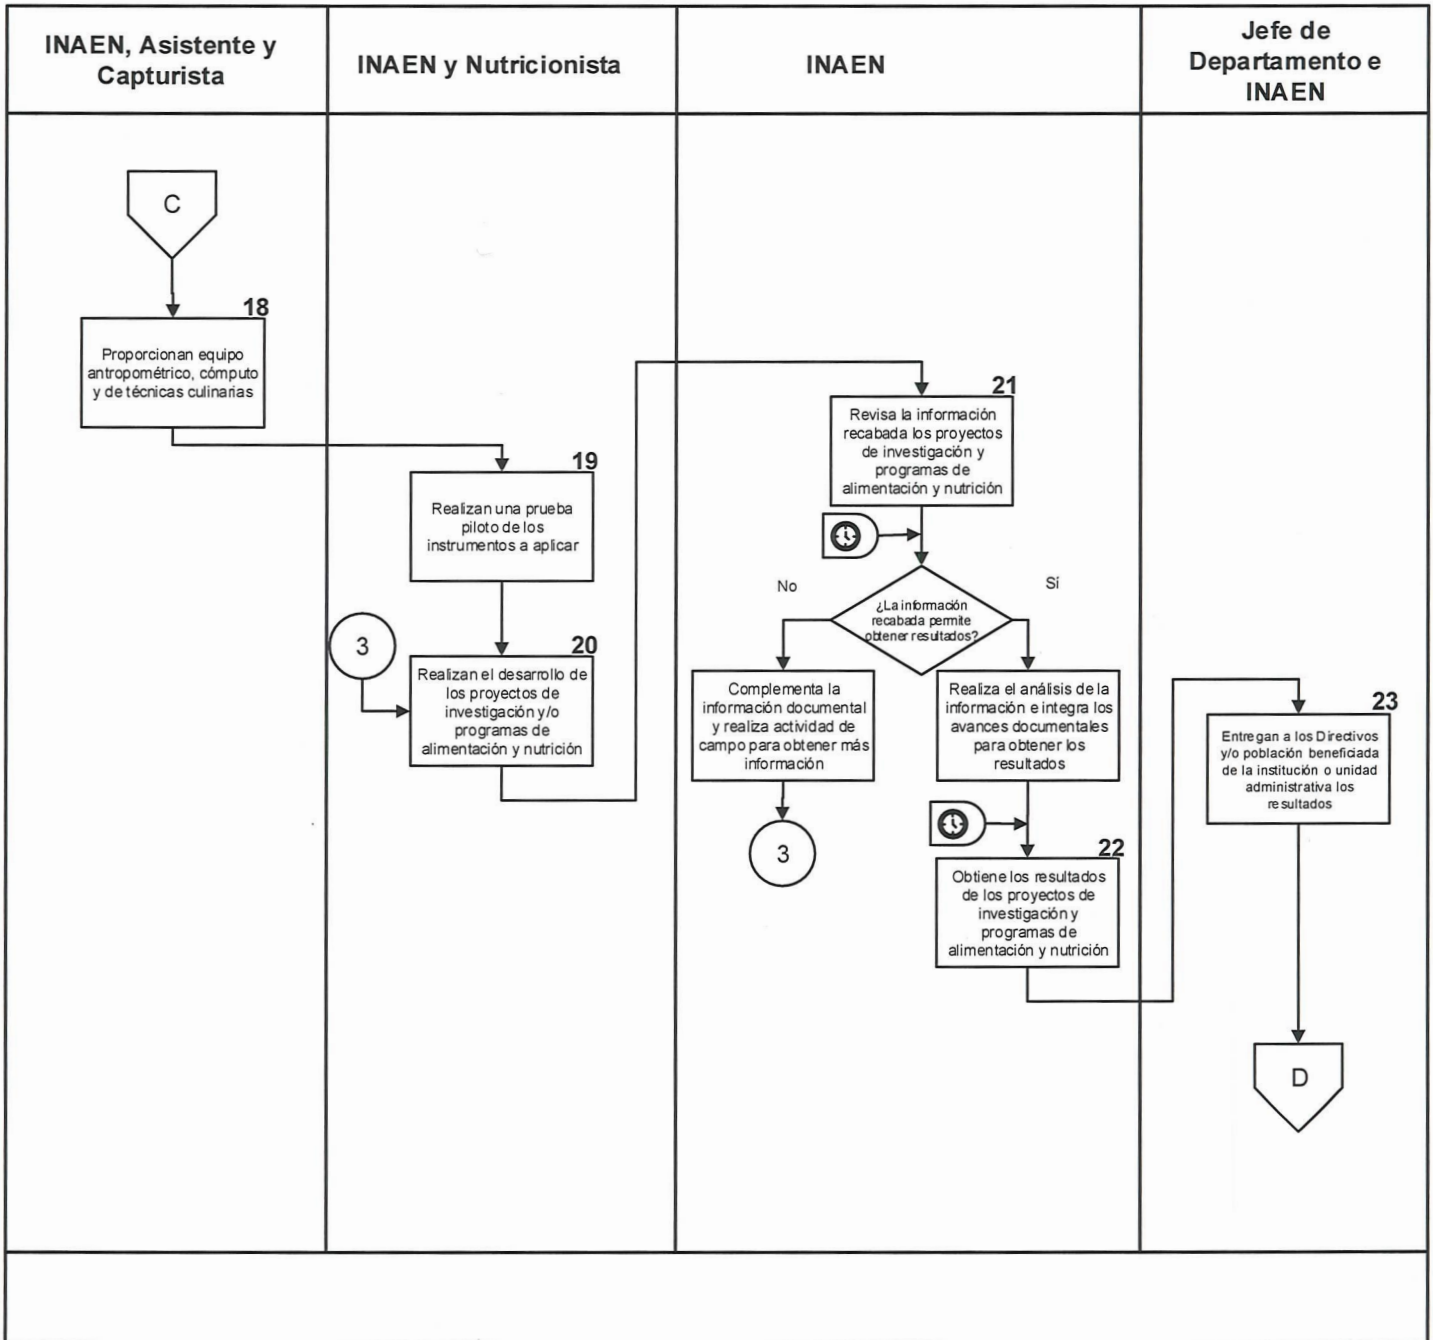 INAEN, Asistente y
Capturista
INAEN y Nutricionista
INAEN
Jefe de
Departamento e
INAEN
C
18
Proporcionan equipo
antropométrico, cómputo
y de técnicas culinarias
19
Realizan una prueba
piloto de los
instrumentos a aplicar
3
20
Realizan el desarrollo de
los proyectos de
investigación y/o
programas de
alimentación y nutrición
21
Revisa la información
recabada los proyectos
de investigación y
programas de
alimentación y nutrición
No
Sí
¿La información
recabada permite
obtener resultados?
Complementa la
información documental
y realiza actividad de
campo para obtener más
información
3
Realiza el análisis de la
información e integra los
avances documentales
para obtener los
resultados
22
Obtiene los resultados
de los proyectos de
investigación y
programas de
alimentación y nutrición
23
Entregan a los Directivos
y/o población beneficiada
de la institución o unidad
administrativa los
resultados
D